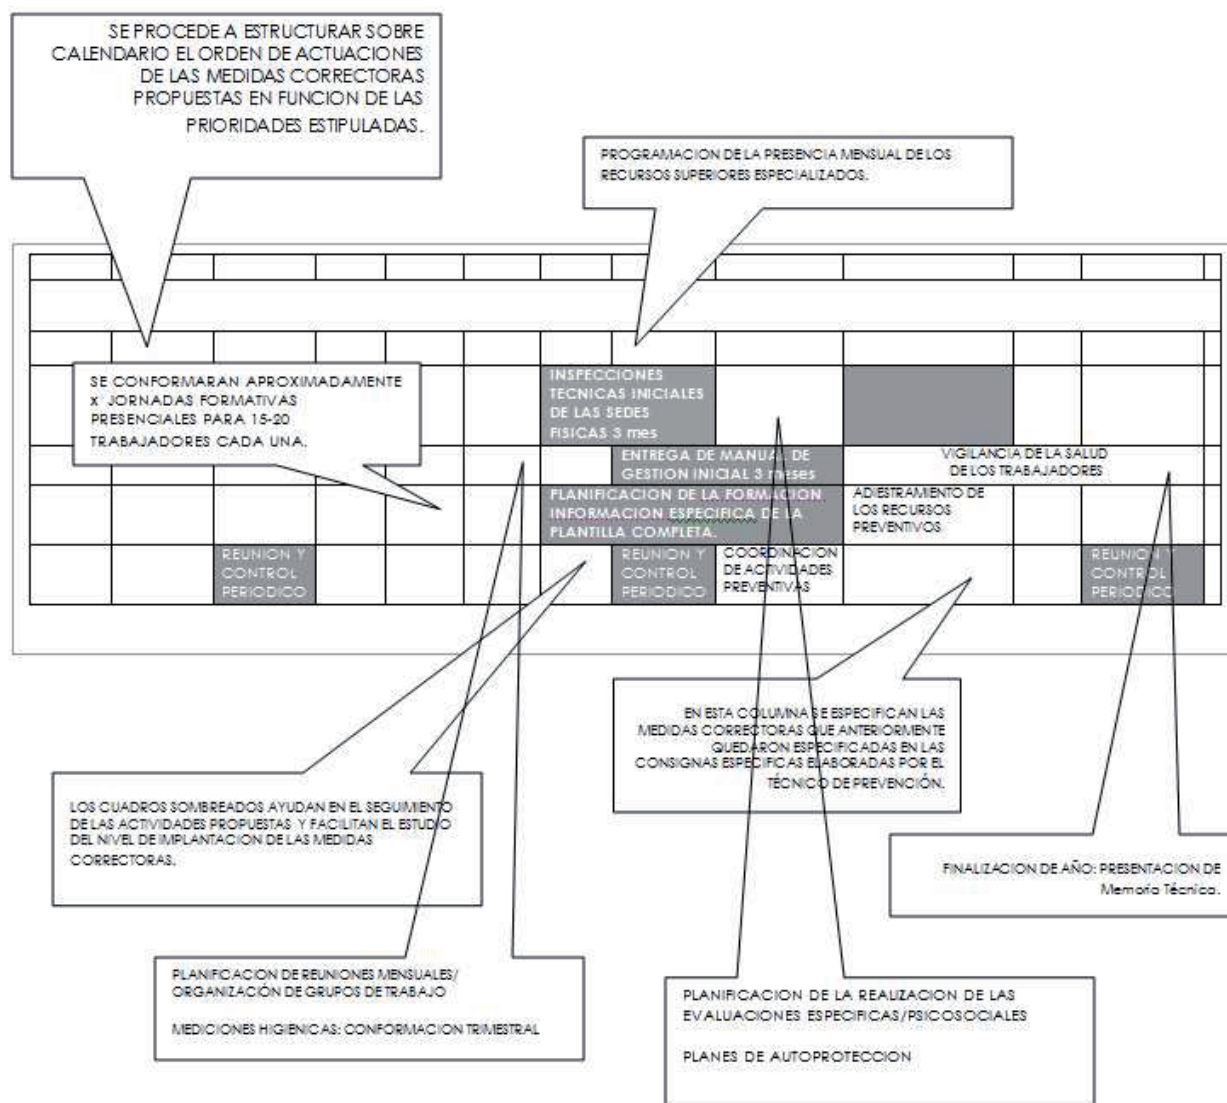 SE PROCEDE A ESTRUCTURAR SOBRE
CALENDARIO EL ORDEN DE ACTUACIONES
DE LAS MEDIDAS CORRECTORAS
PROPUESTAS EN FUNCION DE LAS
PRIORIDADES ESTIPULADAS.
PROGRAMACION DE LA PRESENCIA MENSUAL DE LOS
RECURSOS SUPERIORES ESPECIALIZADOS.
SE CONFORMARAN APROXIMADAMENTE
x' JORNADAS FORMATIVAS
PRESENCIALES PARA 15-20
TRABAJADORES CADA UNA.
INSPECCIONES
TECNICAS INICIALES
DE LAS SEDES
FISICAS 3 mes
ENTREGA DE MANUAL DE
GESTION INICIAL 3 meses
VIGILANCIA DE LA SALUD
DE LOS TRABAJADORES
PLANIFICACION DE LA FORMACION
INFORMACION ESPECIFICA DE LA
PLANTILLA COMPLETA.
ADIESTRAMIENTO DE
LOS RECURSOS
PREVENTIVOS
REUNION Y
CONTROL
PERIODICO
REUNION Y
CONTROL
PERIODICO
COORDINACION
DE ACTIVIDADES
PREVENTIVAS
REUNION Y
CONTROL
PERIODICO
EN ESTA COLUMNA SE ESPECIFICAN LAS
MEDIDAS CORRECTORAS QUE ANTERIORMENTE
QUEDARON ESPECIFICADAS EN LAS
CONSIGNAS ESPECIFICAS ELABORADAS POR EL
TÉCNICO DE PREVENCIÓN.
LOS CUADROS SOMBREADOS AYUDAN EN EL SEGUIMIENTO
DE LAS ACTIVIDADES PROPUESTAS Y FACILITAN EL ESTUDIO
DEL NIVEL DE IMPLANTACION DE LAS MEDIDAS
CORRECTORAS.
FINALIZACION DE AÑO: PRESENTACION DE
Memoria Técnica.
PLANIFICACION DE REUNIONES MENSUALES/
ORGANIZACIÓN DE GRUPOS DE TRABAJO
MEDICIONES HIGIENICAS: CONFORMACION TRIMESTRAL
PLANIFICACION DE LA REALIZACION DE LAS
EVALUACIONES ESPECIFICAS/PSICOSOCIALES
PLANES DE AUTOPROTECCION